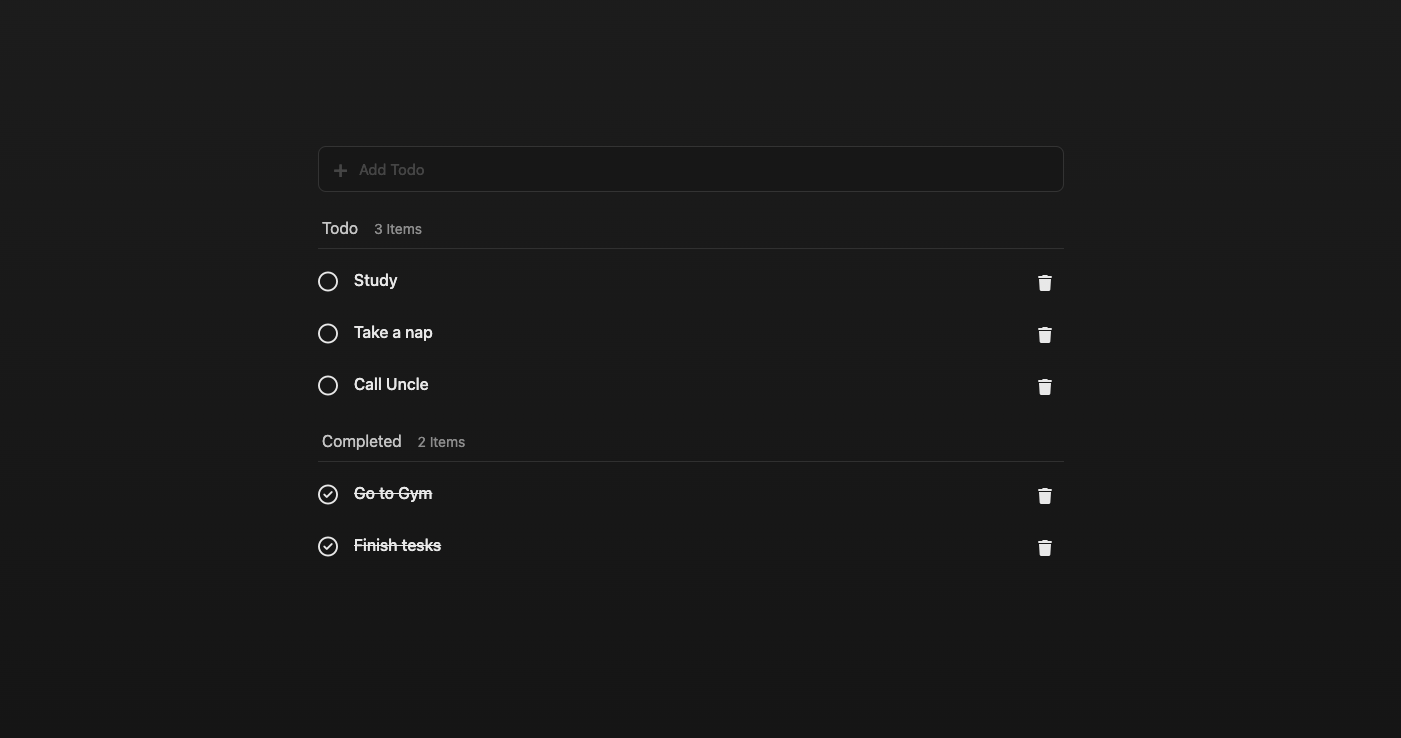 Add Todo
Todo 3 Items
Study
Take a nap
Call Uncle
Completed 2 Items
Go to Gym
Finish tesks